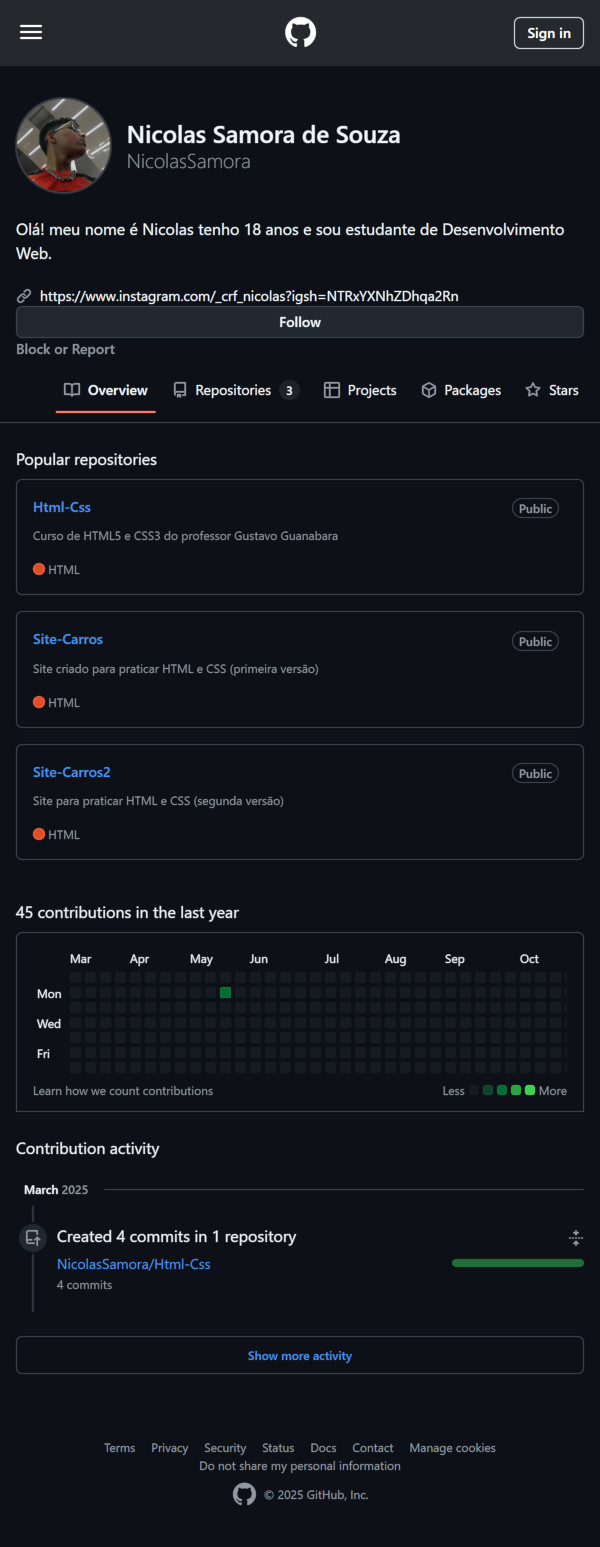 Sign in
Nicolas Samora de Souza
NicolasSamora
Olá! meu nome é Nicolas tenho 18 anos e sou estudante de Desenvolvimento
Web.
https://www.instagram.com/_crf_nicolas?igsh=NTRxYXNhZDhqa2Rn
Follow
Block or Report
Overview Repositories 3 Projects Packages Stars
Popular repositories
Html-Css Public
Curso de HTML5 e CSS3 do professor Gustavo Guanabara
HTML
Site-Carros Public
Site criado para praticar HTML e CSS (primeira versão)
HTML
Site-Carros2 Public
Site para praticar HTML e CSS (segunda versão)
HTML
45 contributions in the last year
Mar Apr May Jun Jul Aug Sep Oct
Mon
Wed
Fri
Learn how we count contributions Less More
Contribution activity
March 2025
Created 4 commits in 1 repository
NicolasSamora/Html-Css
4 commits
Show more activity
Terms Privacy Security Status Docs Contact Manage cookies
Do not share my personal information
© 2025 GitHub, Inc.